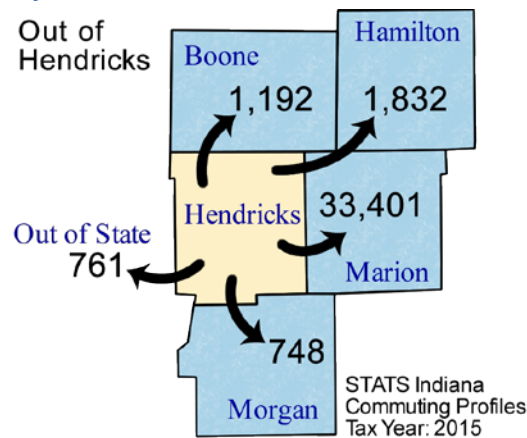 Out of
Hendricks
Boone
1,192
Hamilton
1,832
Hendricks
33,401
Marion
Out of State
761
748
Morgan
STATS Indiana
Commuting Profiles
Tax Year: 2015